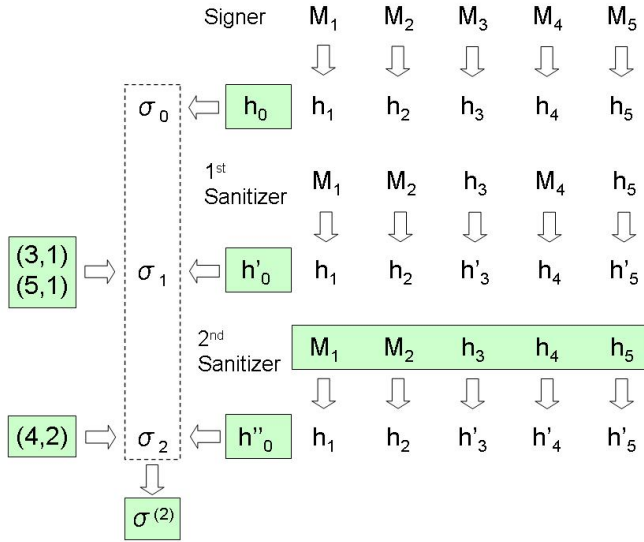 Signer M₁ M₂ M₃ M₄ M₅
σ₀ h₀ h₁ h₂ h₃ h₄ h₅
1st
Sanitizer M₁ M₂ h₃ M₄ h₅
(3,1)
(5,1) σ₁ h'₀ h₁ h₂ h'₃ h₄ h'₅
2nd
Sanitizer M₁ M₂ h₃ h₄ h₅
(4,2) σ₂ h''₀ h₁ h₂ h'₃ h'₄ h'₅
σ⁽²⁾